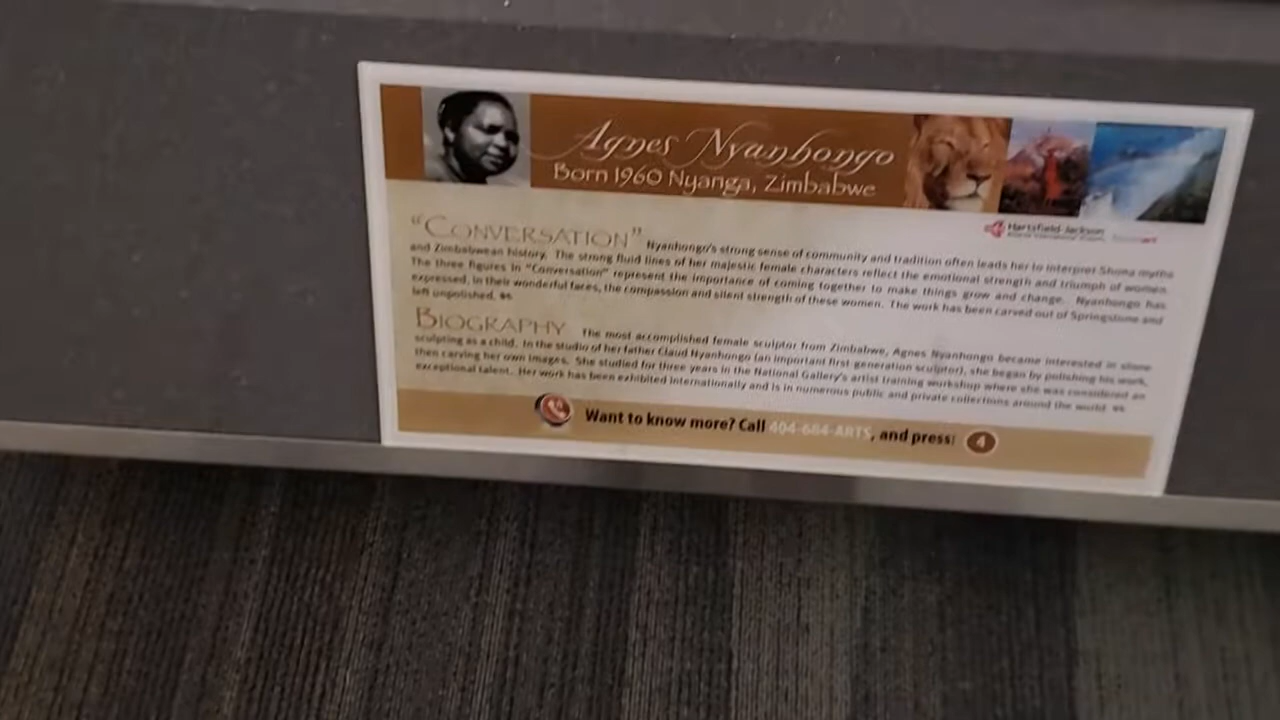 Agnes Nyanhongo
Born 1960 Nyanga, Zimbabwe
Hartsfield-Jackson
"CONVERSATION" Nyanhongo's strong sense of community and tradition often leads her to interpret Shona myths
and Zimbabwean history. The strong fluid lines of her majestic female characters reflect the emotional strength and triumph of women.
The three figures in "Conversation" represent the importance of coming together to make things grow and change. Nyanhongo has
expressed, in their wonderful faces, the compassion and silent strength of these women. The work has been carved out of Springstone and
left unpolished.
BIOGRAPHY The most accomplished female sculptor from Zimbabwe, Agnes Nyanhongo became interested in stone
sculpting as a child. In the studio of her father Claud Nyanhongo (an important first generation sculptor), she began by polishing his work,
then carving her own images. She studied for three years in the National Gallery's artist training workshop where she was considered an
exceptional talent. Her work has been exhibited internationally and is in numerous public and private collections around the world.
Want to know more? Call 404-684-ARTS, and press: 4